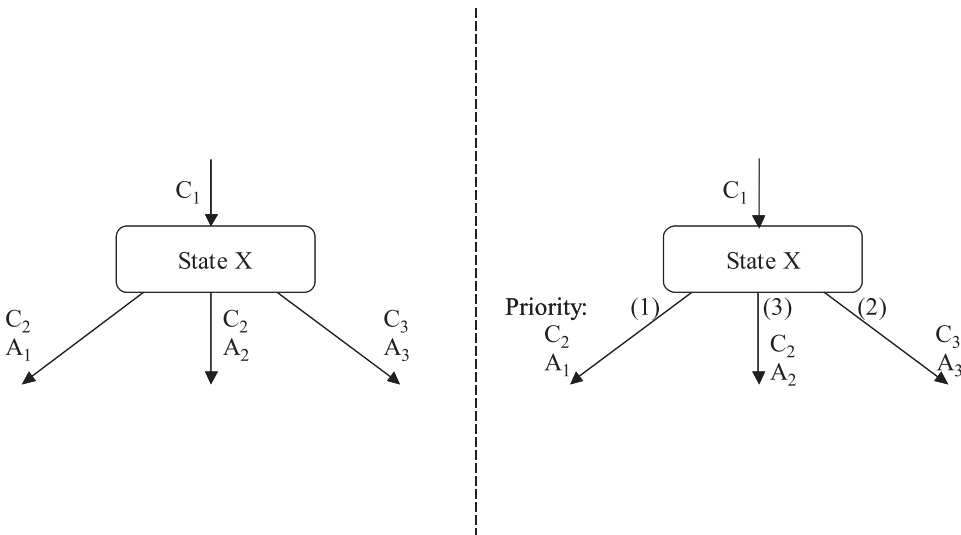 C₁
State X
C₂
A₁
C₂
A₂
C₃
A₃
C₁
State X
Priority: (1) (3) (2)
C₂
A₁
C₂
A₂
C₃
A₃